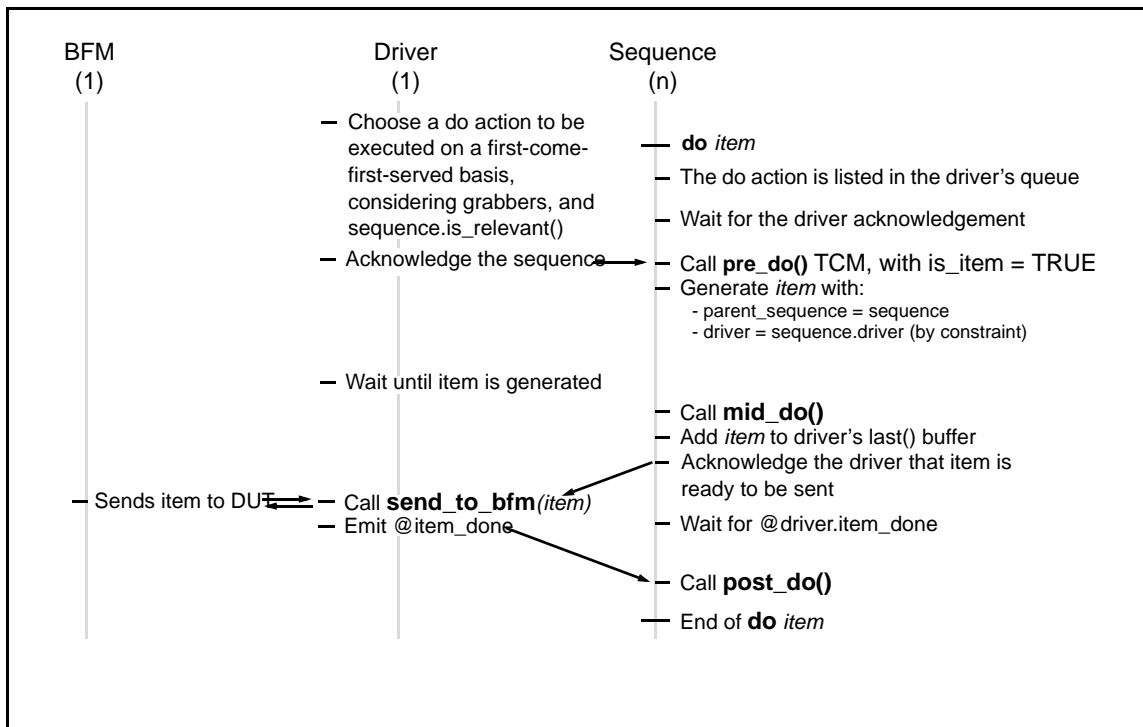 BFM
(1)
Driver
(1)
Sequence
(n)
Choose a do action to be
executed on a first-come-
first-served basis,
considering grabbers, and
sequence.is_relevant()
do item
The do action is listed in the driver's queue
Wait for the driver acknowledgement
Acknowledge the sequence
Call pre_do() TCM, with is_item = TRUE
Generate item with:
- parent_sequence = sequence
- driver = sequence.driver (by constraint)
Wait until item is generated
Call mid_do()
Add item to driver's last() buffer
Acknowledge the driver that item is
ready to be sent
Sends item to DUT
Call send_to_bfm(item)
Emit @item_done
Wait for @driver.item_done
Call post_do()
End of do item